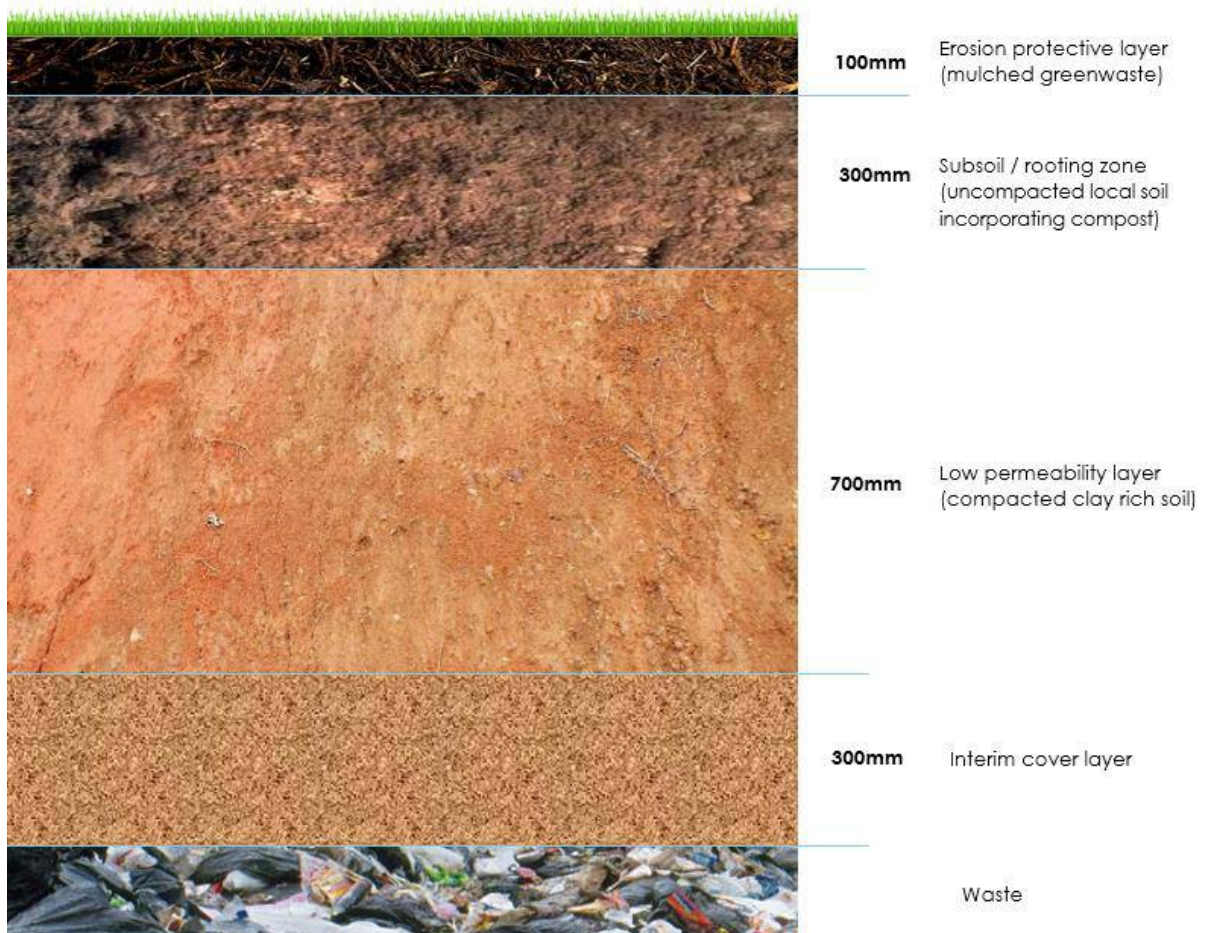 100mm
Erosion protective layer
(mulched greenwaste)
300mm
Subsoil / rooting zone
(uncompacted local soil
incorporating compost)
700mm
Low permeability layer
(compacted clay rich soil)
300mm
Interim cover layer
Waste